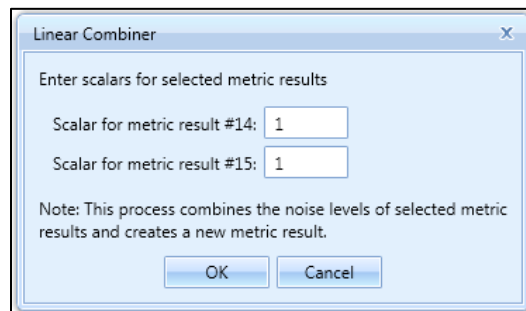 Linear Combiner x
Enter scalars for selected metric results
Scalar for metric result #14: 1
Scalar for metric result #15: 1
Note: This process combines the noise levels of selected metric
results and creates a new metric result.
OK Cancel